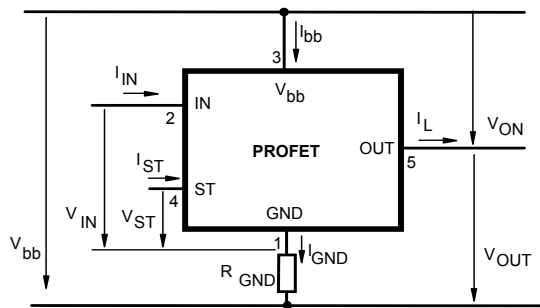 I bb
I IN
3
V bb
IN
2
I L
V ON
PROFET
OUT
5
I ST
ST
4
V IN
V ST
GND
V bb
1
I GND
R GND
V OUT